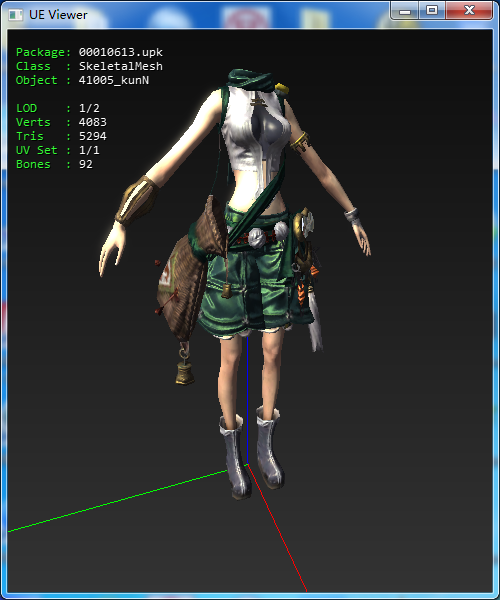 UE Viewer
Package: 00010613.upk
Class : SkeletalMesh
Object : 41005_kunN
LOD : 1/2
Verts : 4083
Tris : 5294
UV Set : 1/1
Bones : 92